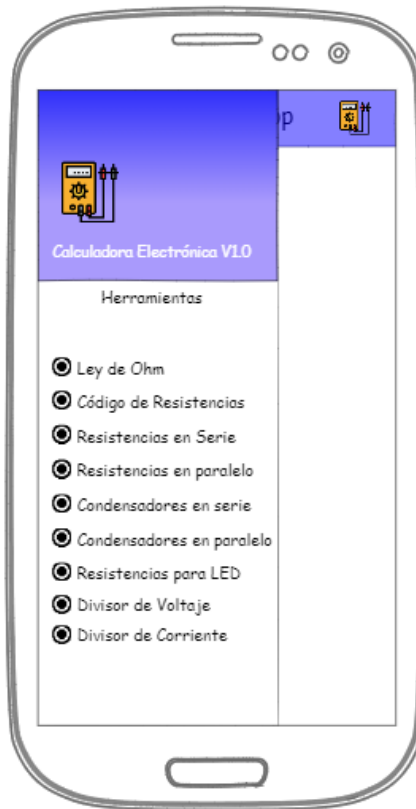 op
Calculadora Electrónica V1.0
Herramientas
Ley de Ohm
Código de Resistencias
Resistencias en Serie
Resistencias en paralelo
Condensadores en serie
Condensadores en paralelo
Resistencias para LED
Divisor de Voltaje
Divisor de Corriente